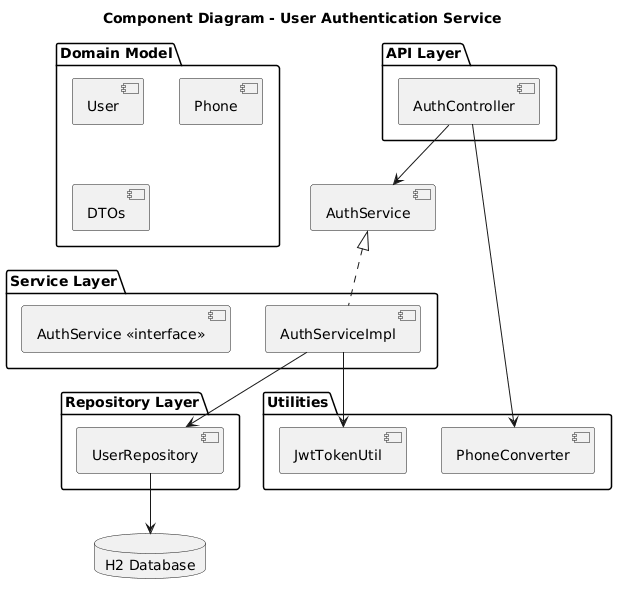 Component Diagram - User Authentication Service
Domain Model
API Layer
User
Phone
AuthController
DTOs
AuthService
Service Layer
AuthService «interface»
AuthServiceImpl
Repository Layer
Utilities
UserRepository
JwtTokenUtil
PhoneConverter
H2 Database